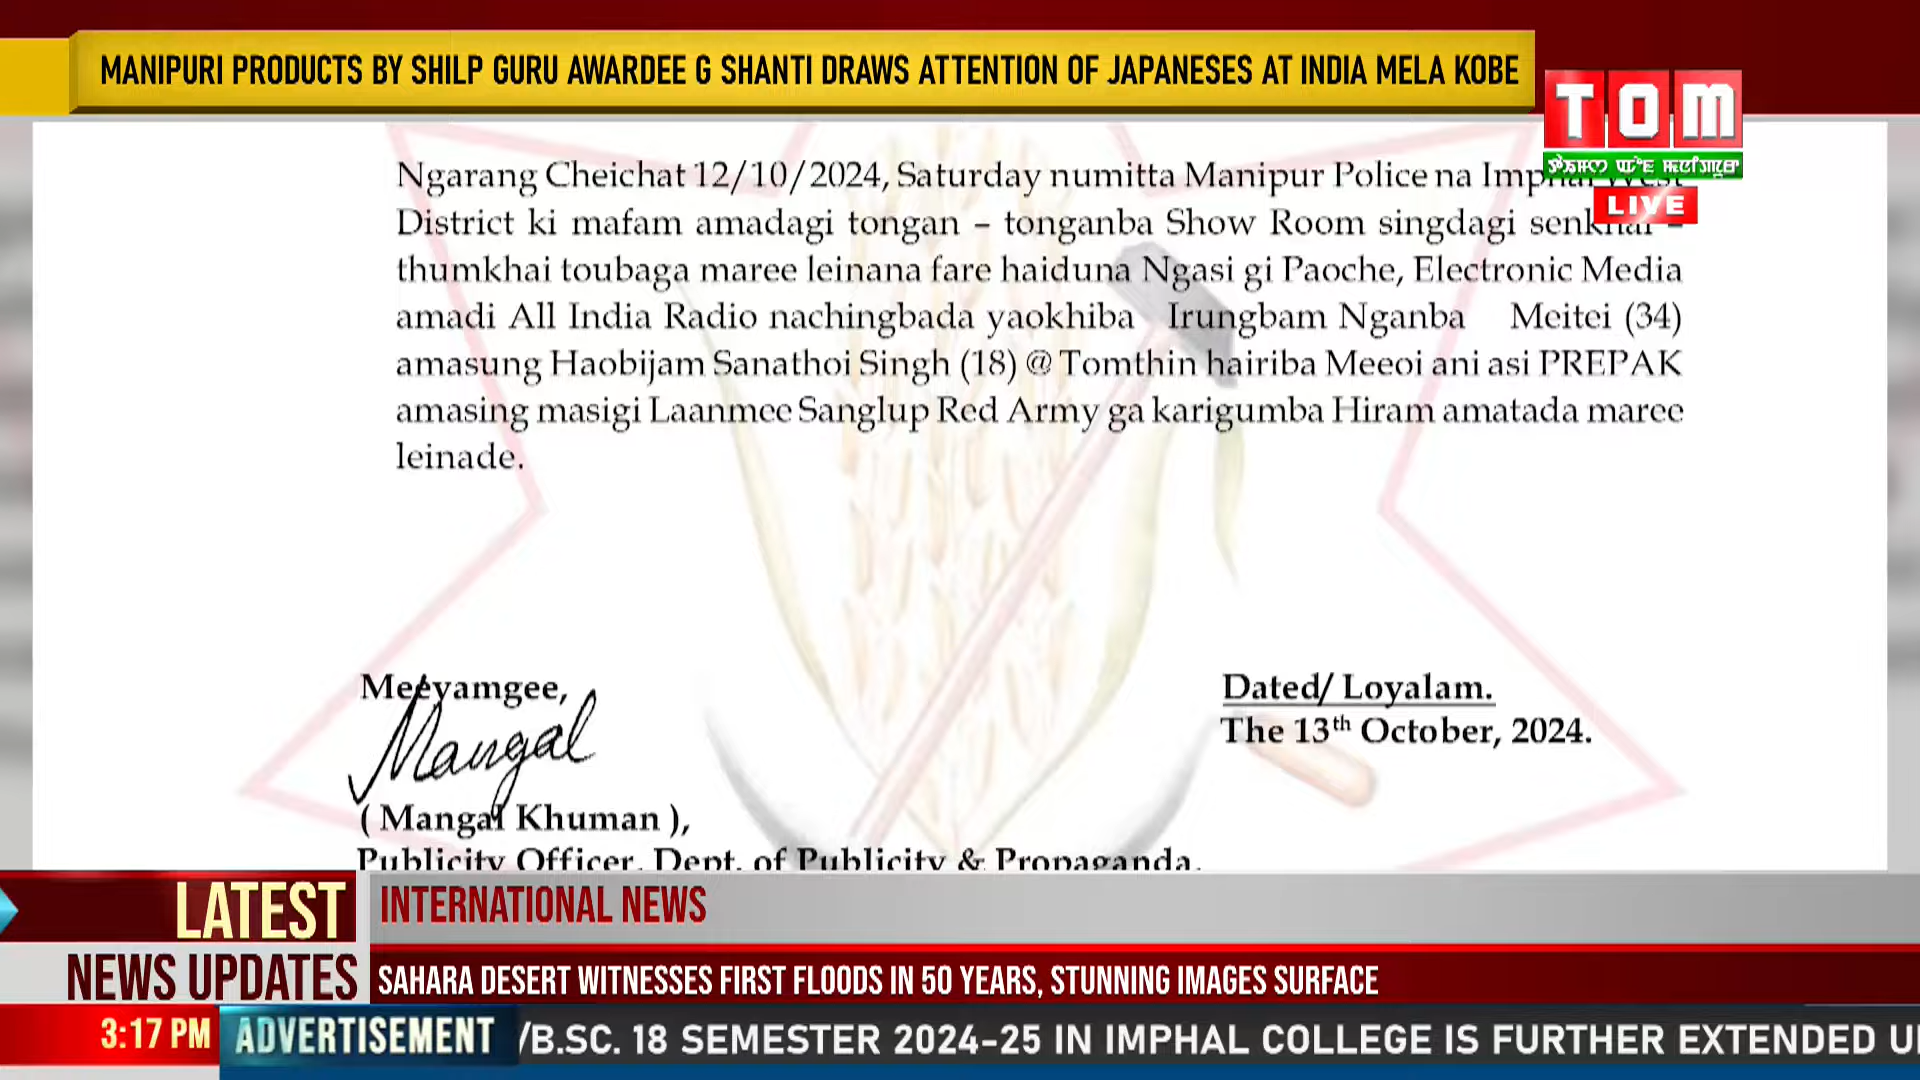 MANIPURI PRODUCTS BY SHILP GURU AWARDEE G SHANTI DRAWS ATTENTION OF JAPANESES AT INDIA MELA KOBE
TOM
LIVE
Ngarang Cheichat 12/10/2024, Saturday numitta Manipur Police na Imphal West
District ki mafam amadagi tongan – tonganba Show Room singdagi senkhai –
thumkhai toubaga maree leinana fare haiduna Ngasi gi Paoche, Electronic Media
amadi All India Radio nachingbada yaokhiba Irungbam Nganba Meitei (34)
amasung Haobijam Sanathoi Singh (18) @ Tomthin hairiba Meeoi ani asi PREPAK
amasing masigi Laanmee Sanglup Red Army ga karigumba Hiram amatada maree
leinade.
Meeyamgee,
Mangal
( Mangal Khuman ),
Publicity Officer, Dept. of Publicity & Propaganda.
Dated/ Loyalam.
The 13th October, 2024.
LATEST
NEWS UPDATES
INTERNATIONAL NEWS
SAHARA DESERT WITNESSES FIRST FLOODS IN 50 YEARS, STUNNING IMAGES SURFACE
3:17 PM
ADVERTISEMENT
/B.SC. 18 SEMESTER 2024-25 IN IMPHAL COLLEGE IS FURTHER EXTENDED U